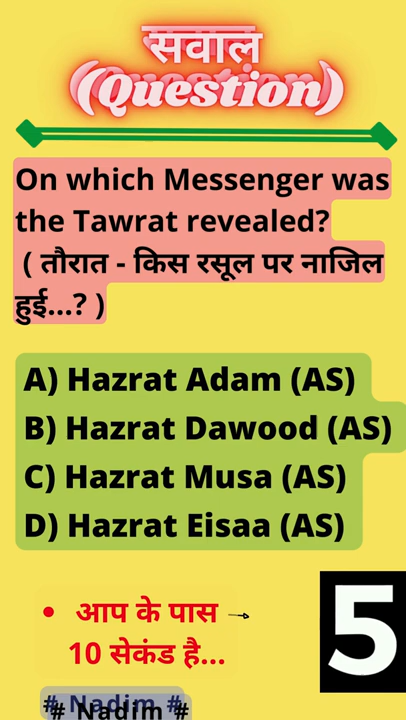 सवाल
(Question)
On which Messenger was
the Tawrat revealed?
( तौरात - किस रसूल पर नाजिल
हुई...? )
A) Hazrat Adam (AS)
B) Hazrat Dawood (AS)
C) Hazrat Musa (AS)
D) Hazrat Eisaa (AS)
• आप के पास
10 सेकंड है...
5
# Nadim #